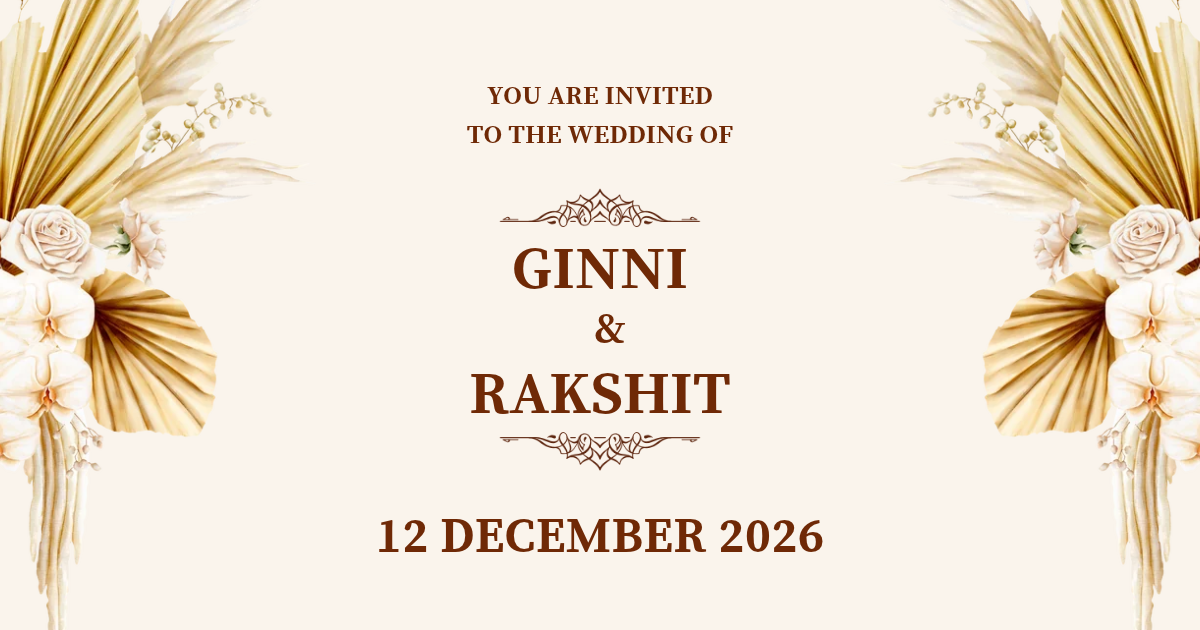 YOU ARE INVITED
TO THE WEDDING OF
GINNI
&
RAKSHIT
12 DECEMBER 2026